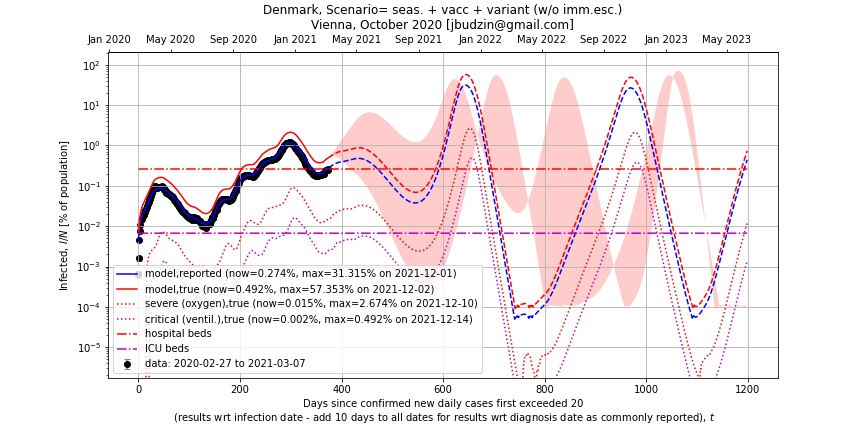 Denmark, Scenario= seas. + vacc + variant (w/o imm.esc.)
Vienna, October 2020 [jbudzin@gmail.com]
Jan 2020 May 2020 Sep 2020 Jan 2021 May 2021 Sep 2021 Jan 2022 May 2022 Sep 2022 Jan 2023 May 2023
10²
10¹
10⁰
10⁻¹
10⁻²
10⁻³
10⁻⁴
10⁻⁵
Infected, I/N [% of population]
model,reported (now=0.274%, max=31.315% on 2021-12-01)
model,true (now=0.492%, max=57.353% on 2021-12-02)
severe (oxygen),true (now=0.015%, max=2.674% on 2021-12-10)
critical (ventil.),true (now=0.002%, max=0.492% on 2021-12-14)
hospital beds
ICU beds
data: 2020-02-27 to 2021-03-07
0 200 400 600 800 1000 1200
Days since confirmed new daily cases first exceeded 20
(results wrt infection date - add 10 days to all dates for results wrt diagnosis date as commonly reported), t